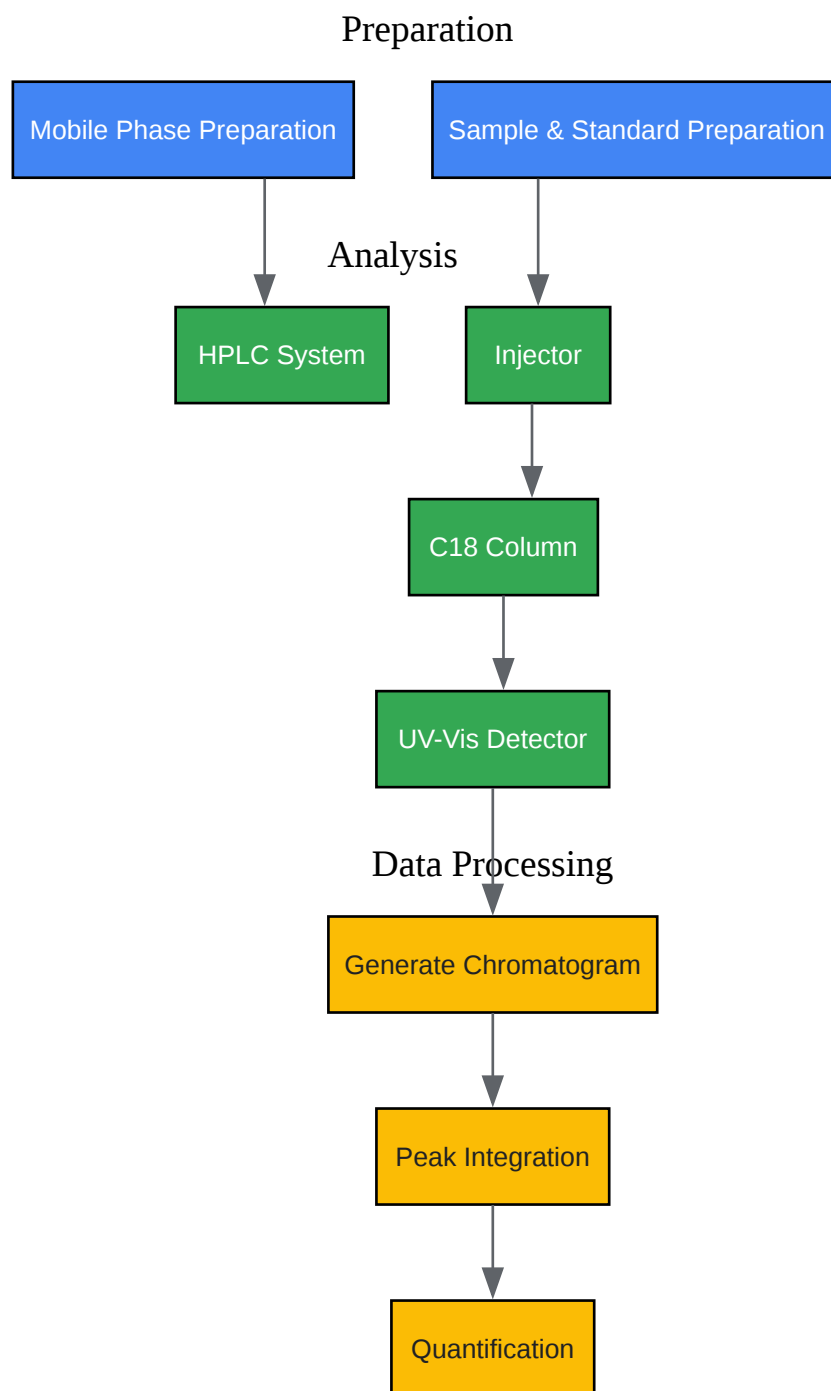 Preparation
Mobile Phase Preparation
Sample & Standard Preparation
Analysis
HPLC System
Injector
C18 Column
UV-Vis Detector
Data Processing
Generate Chromatogram
Peak Integration
Quantification